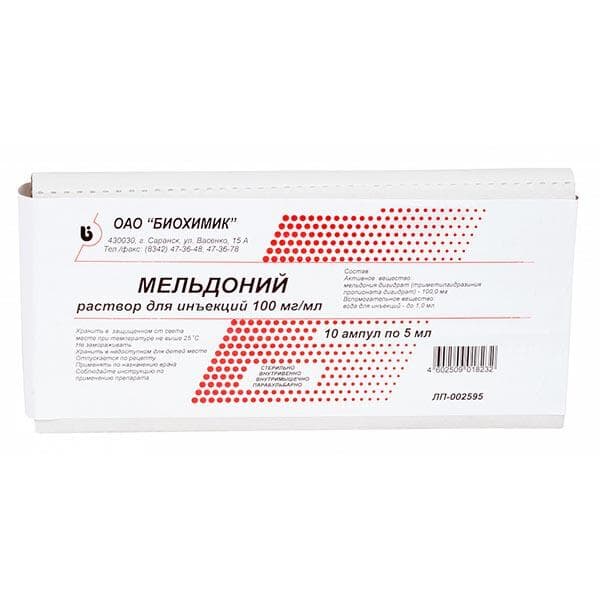 ОАО "БИОХИМИК"
430030, г. Саранск, ул. Васенко, 15 А
Тел./факс: (8342) 47-36-48, 47-36-78
МЕЛЬДОНИЙ
раствор для инъекций 100 мг/мл
Состав
Активное вещество:
мельдония дигидрат (триметилгидразиния
пропионата дигидрат) - 100,0 мг
Вспомогательное вещество:
вода для инъекций - до 1,0 мл
10 ампул по 5 мл
Хранить в защищенном от света
месте при температуре не выше 25°С
Не замораживать
Хранить в недоступном для детей месте
Отпускается по рецепту
Применять по назначению врача
Соблюдайте инструкцию по
применению препарата
СТЕРИЛЬНО
ВНУТРИВЕННО
ВНУТРИМЫШЕЧНО
ПАРАБУЛЬБАРНО
4 602509 018232
ЛП-002595